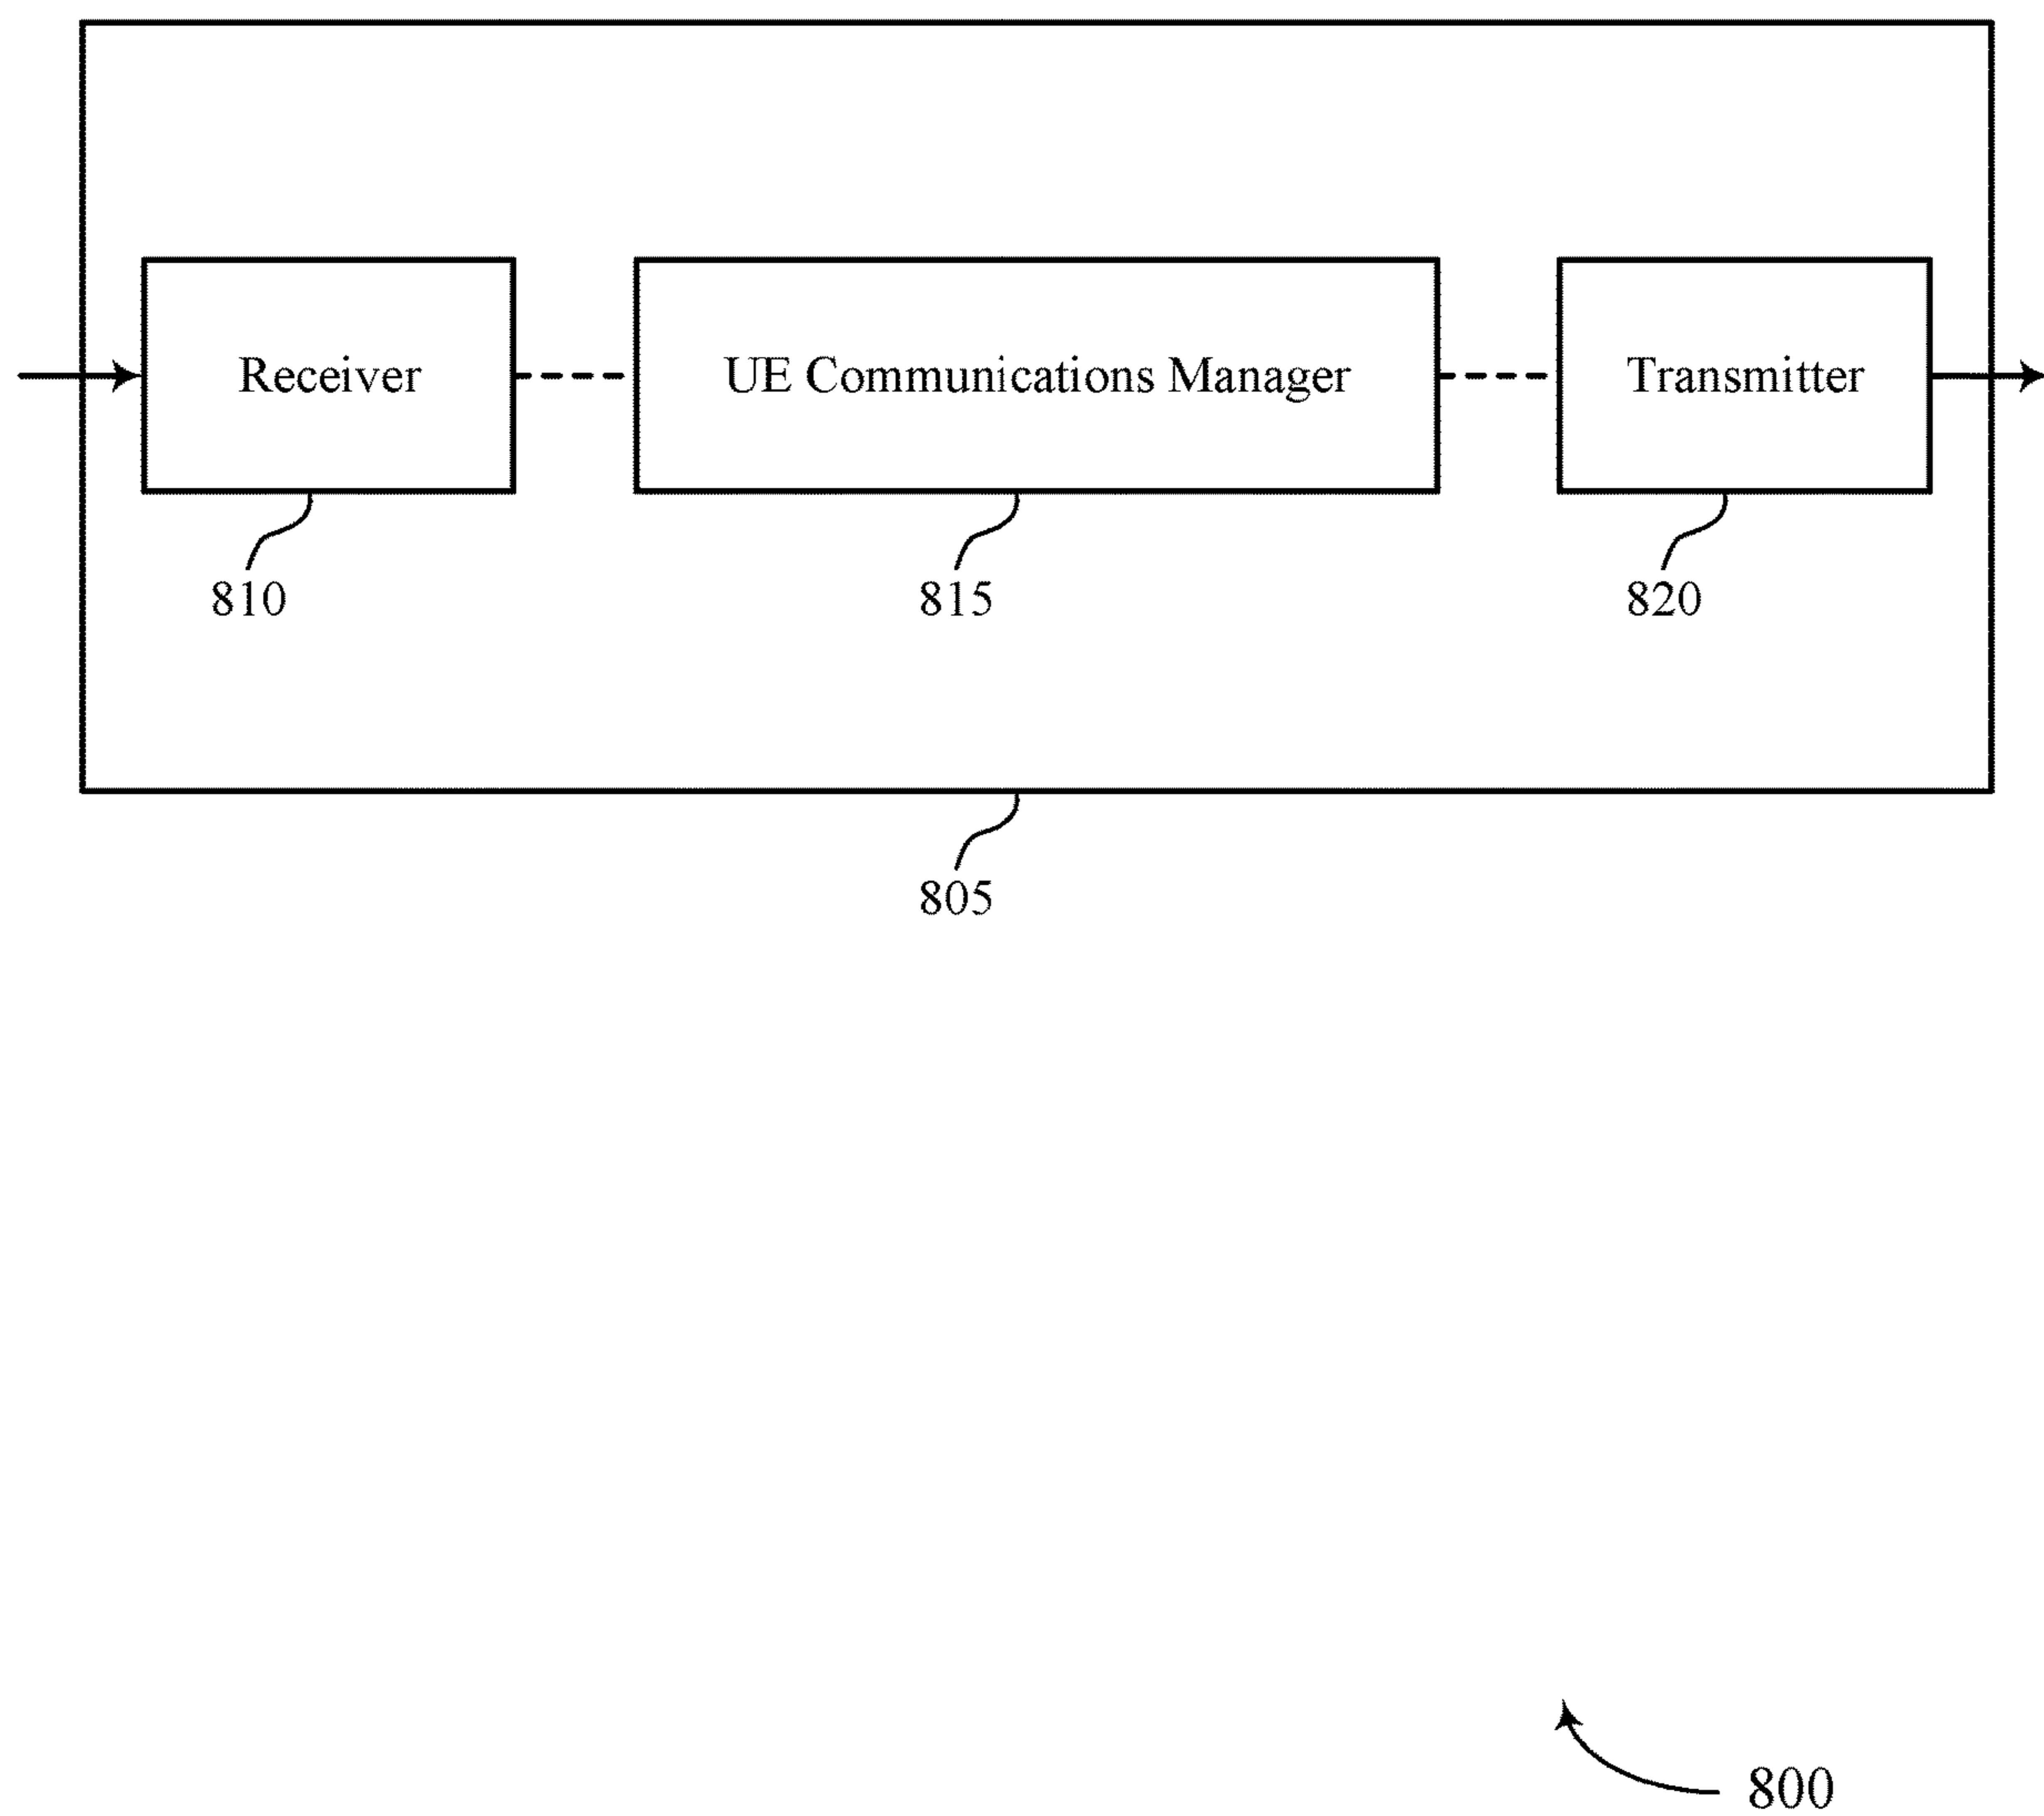 Receiver
UE Communications Manager
Transmitter
810
815
820
805
800